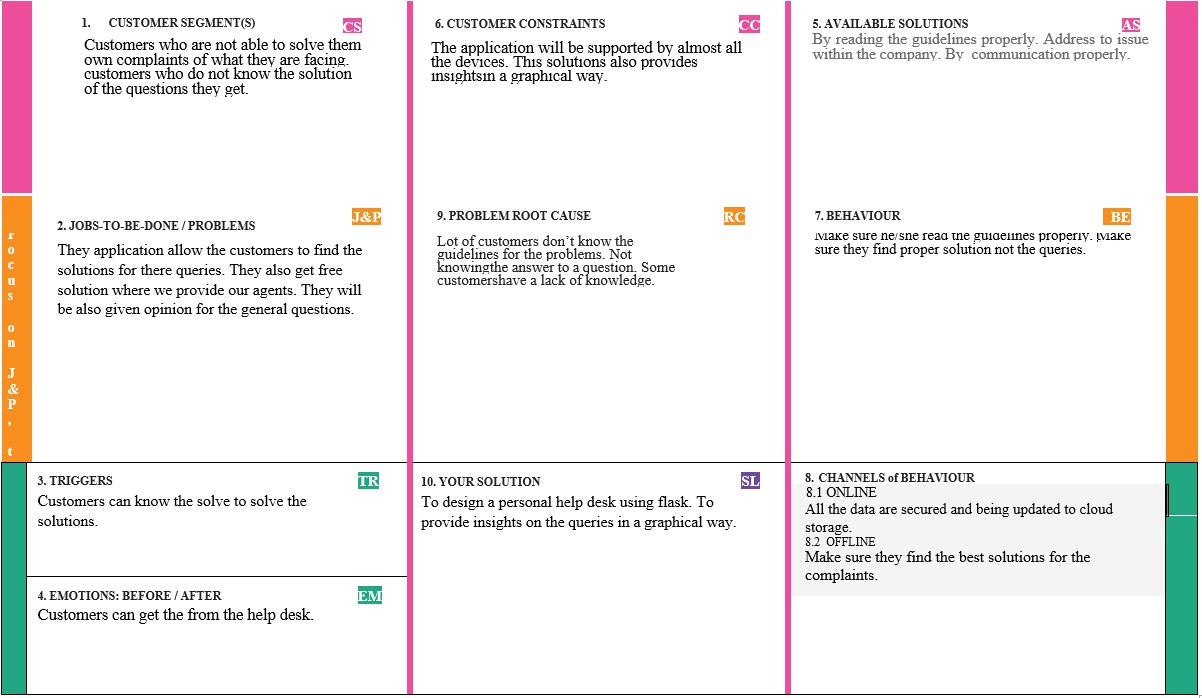 1. CUSTOMER SEGMENT(S)
CS
Customers who are not able to solve them
own complaints of what they are facing.
customers who do not know the solution
of the questions they get.
6. CUSTOMER CONSTRAINTS
CC
The application will be supported by almost all
the devices. This solutions also provides
insightsin a graphical way.
5. AVAILABLE SOLUTIONS
AS
By reading the guidelines properly. Address to issue
within the company. By communication properly.
focus on J&P, t
2. JOBS-TO-BE-DONE / PROBLEMS
J&P
They application allow the customers to find the
solutions for there queries. They also get free
solution where we provide our agents. They will
be also given opinion for the general questions.
9. PROBLEM ROOT CAUSE
RC
Lot of customers don’t know the
guidelines for the problems. Not
knowingthe answer to a question. Some
customershave a lack of knowledge.
7. BEHAVIOUR
BE
Make sure he/she read the guidelines properly. Make
sure they find proper solution not the queries.
3. TRIGGERS
TR
Customers can know the solve to solve the
solutions.
4. EMOTIONS: BEFORE / AFTER
EM
Customers can get the from the help desk.
10. YOUR SOLUTION
SL
To design a personal help desk using flask. To
provide insights on the queries in a graphical way.
8. CHANNELS of BEHAVIOUR
8.1 ONLINE
All the data are secured and being updated to cloud
storage.
8.2 OFFLINE
Make sure they find the best solutions for the
complaints.